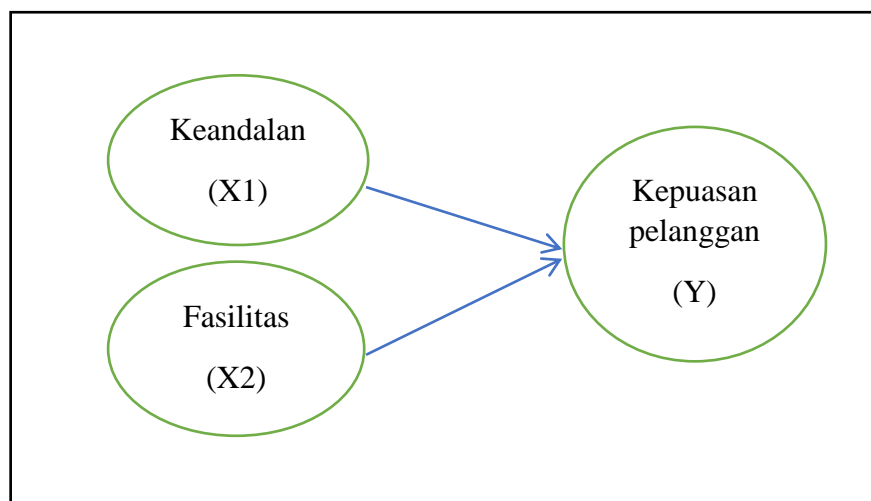 Keandalan
(X1)
Fasilitas
(X2)
Kepuasan
pelanggan
(Y)